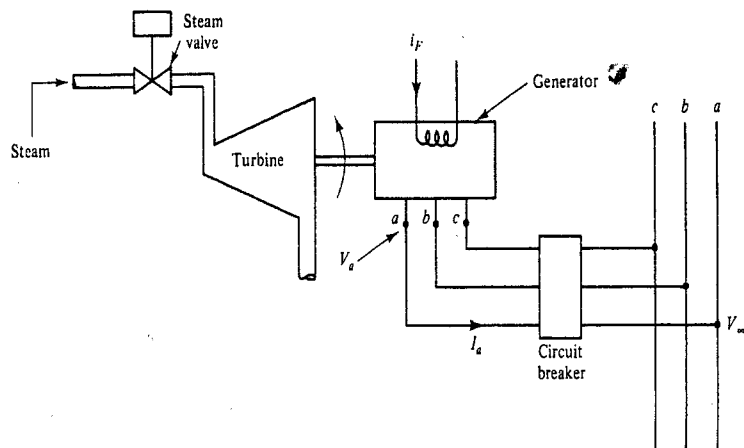 Steam
valve
i_F
Generator
c b a
Steam
Turbine
a b c
V_a
I_a
V_∞
Circuit
breaker